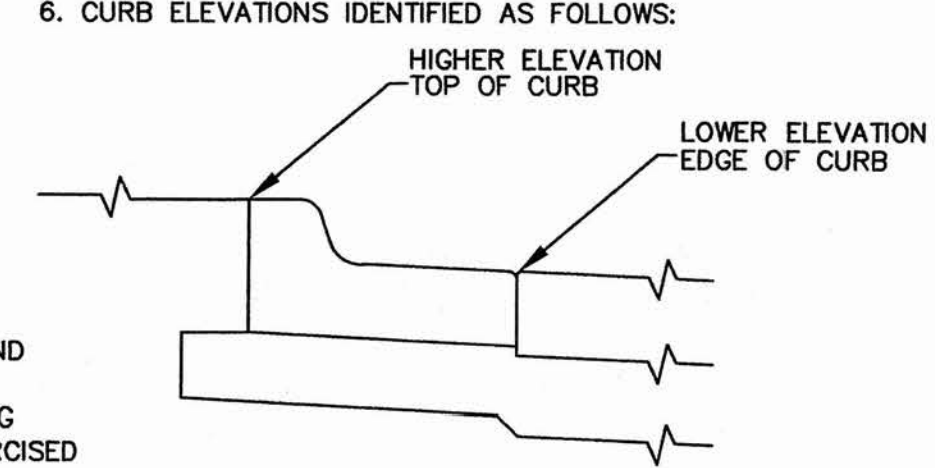 6. CURB ELEVATIONS IDENTIFIED AS FOLLOWS:
HIGHER ELEVATION
TOP OF CURB
LOWER ELEVATION
EDGE OF CURB